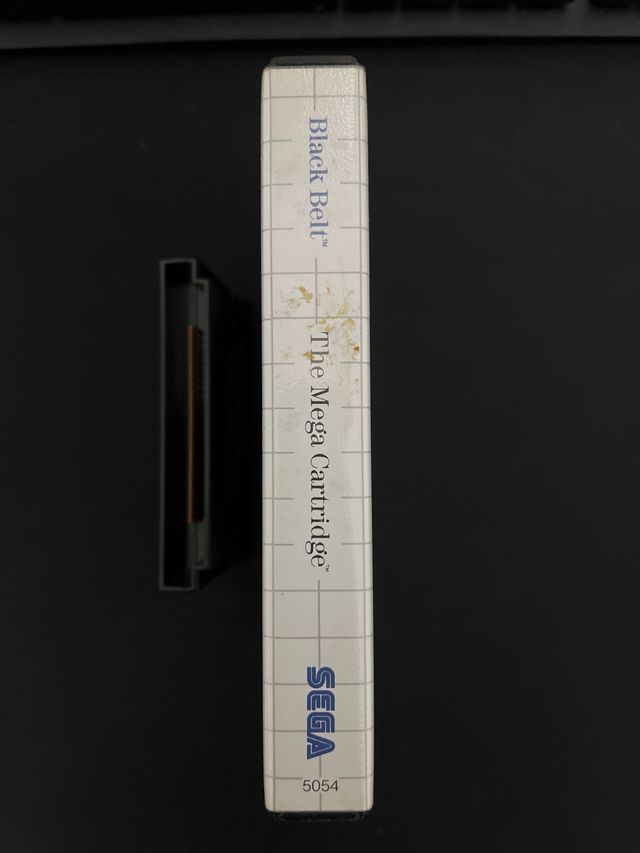 Black Belt™
The Mega Cartridge™
SEGA
5054